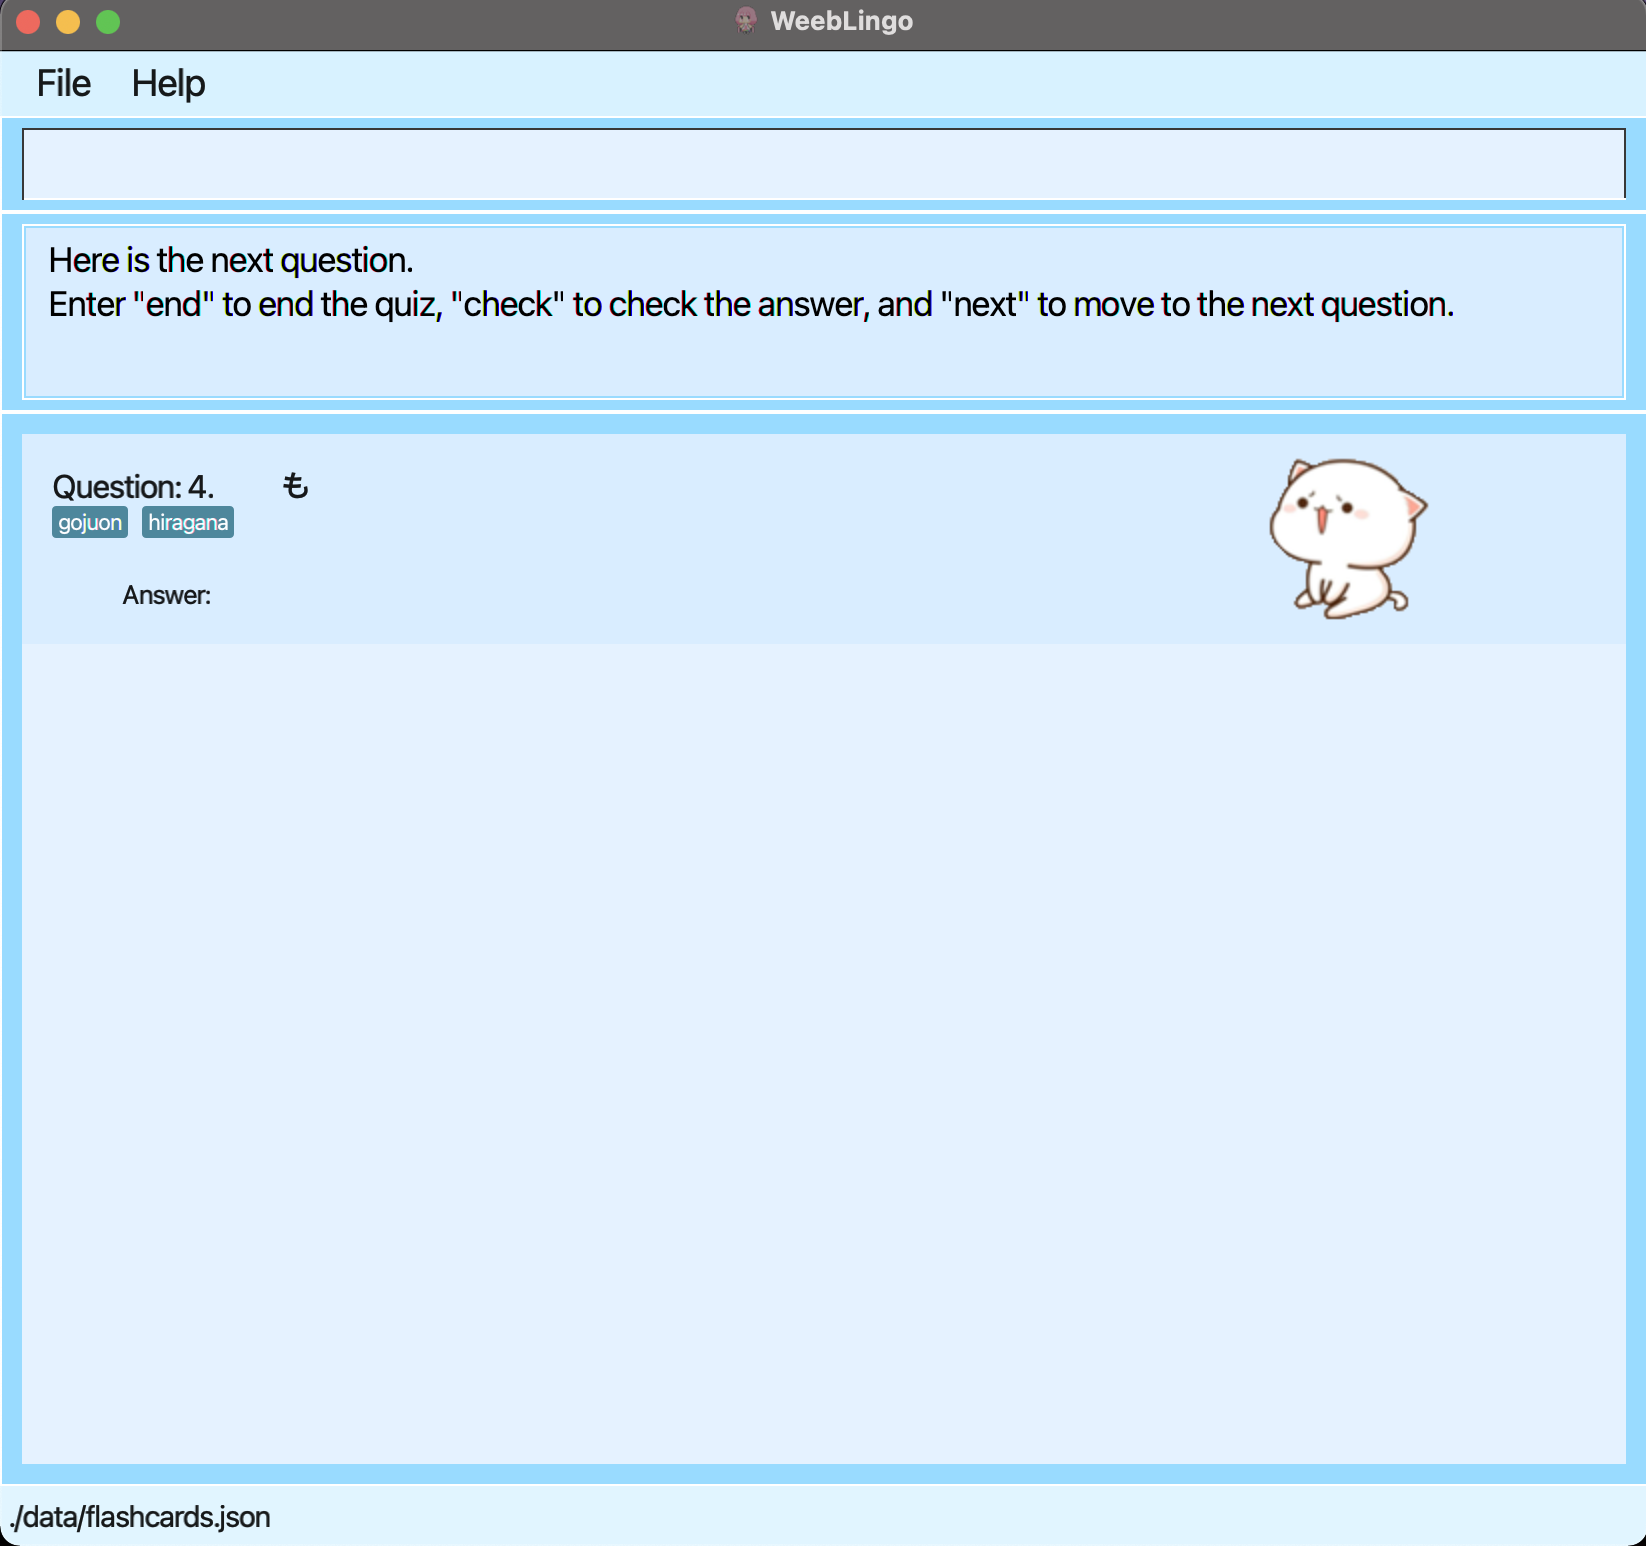 WeebLingo
File Help
Here is the next question.
Enter "end" to end the quiz, "check" to check the answer, and "next" to move to the next question.
Question: 4. も
gojuon hiragana
Answer:
./data/flashcards.json